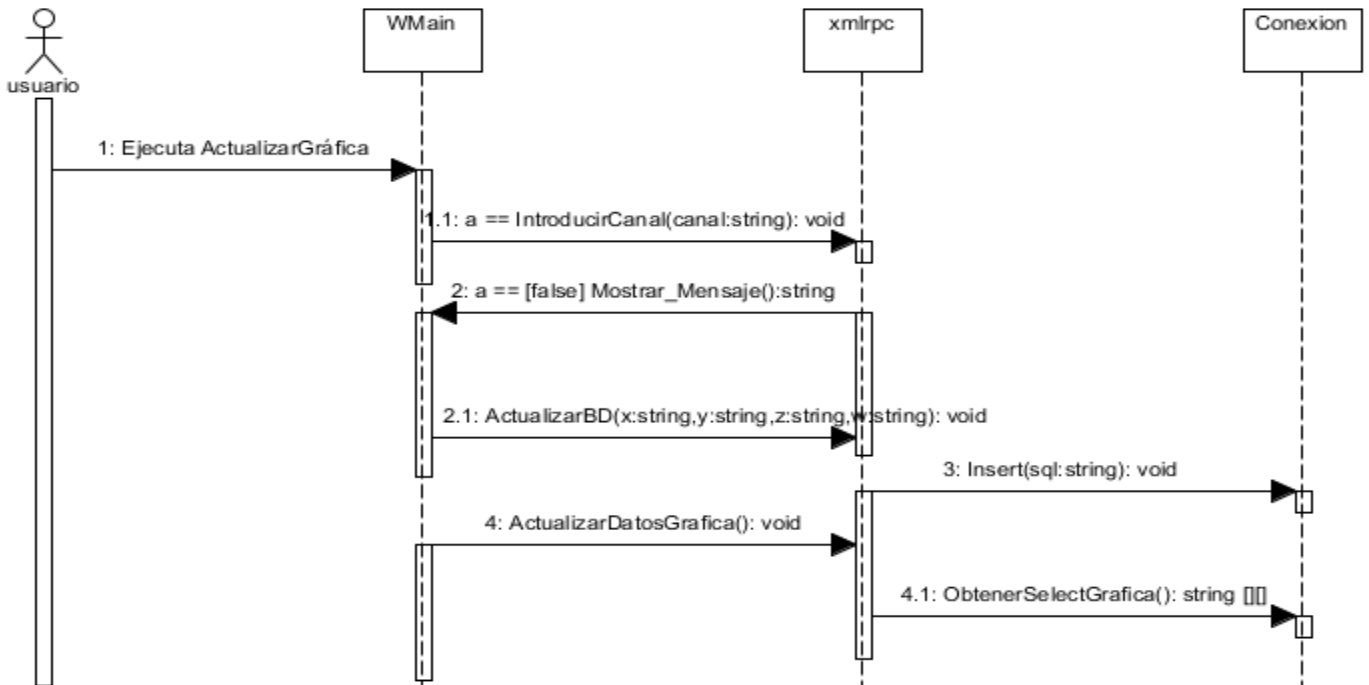 WMain
xmlrpc
Conexion
usuario
1: Ejecuta ActualizarGráfica
1.1: a == IntroducirCanal(canal:string): void
2: a == [false] Mostrar_Mensaje():string
2.1: ActualizarBD(x:string,y:string,z:string,w:string): void
3: Insert(sql:string): void
4: ActualizarDatosGrafica(): void
4.1: ObtenerSelectGrafica(): string [][]